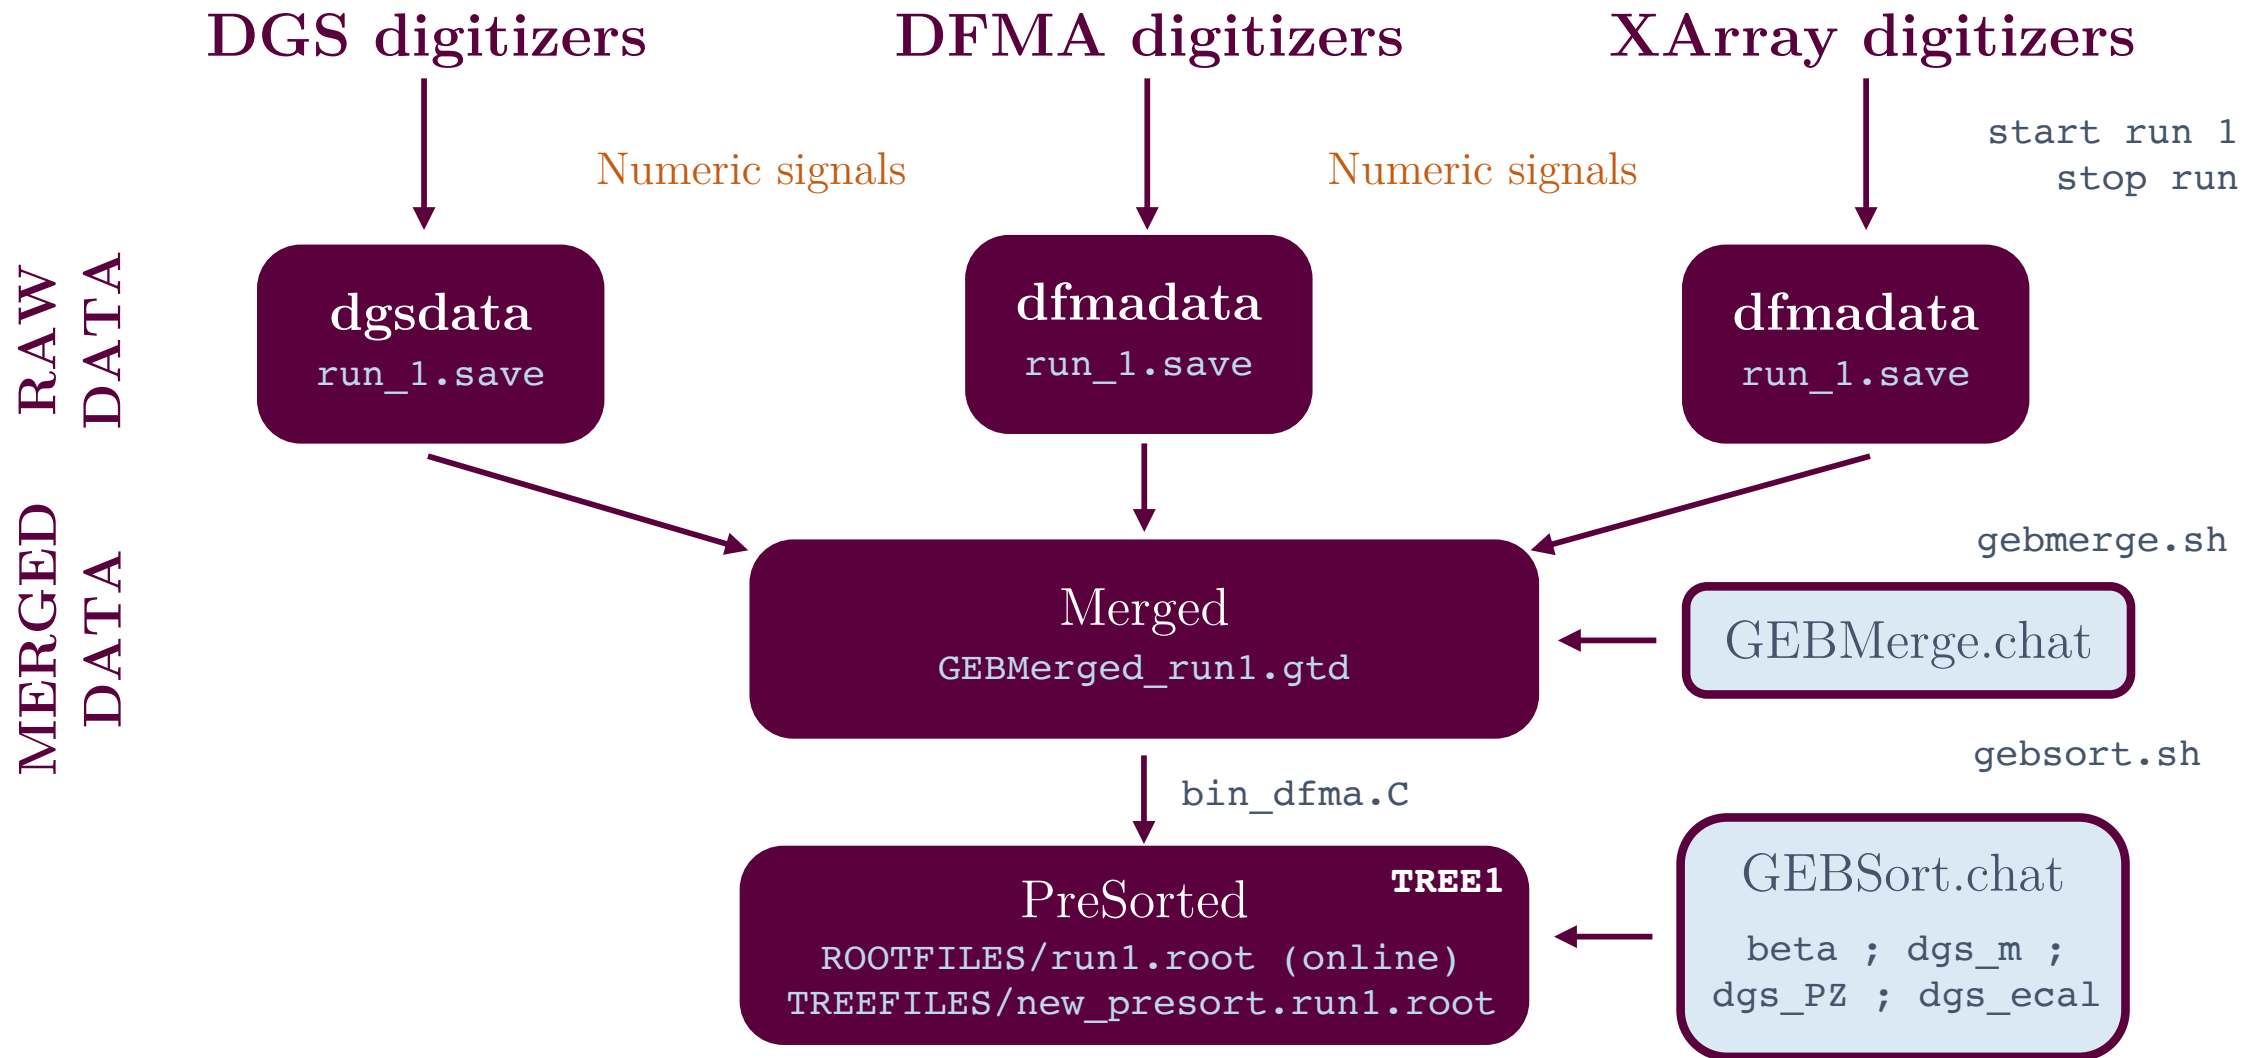 DGS digitizers
DFMA digitizers
XArray digitizers
start run 1
stop run
Numeric signals
Numeric signals
RAW
DATA
dgsdata
run_1.save
dfmadata
run_1.save
dfmadata
run_1.save
MERGED
DATA
Merged
GEBMerged_run1.gtd
gebmerge.sh
GEBMerge.chat
bin_dfma.C
gebsort.sh
TREE1
PreSorted
ROOTFILES/run1.root (online)
TREEFILES/new_presort.run1.root
GEBSort.chat
beta ; dgs_m ;
dgs_PZ ; dgs_ecal